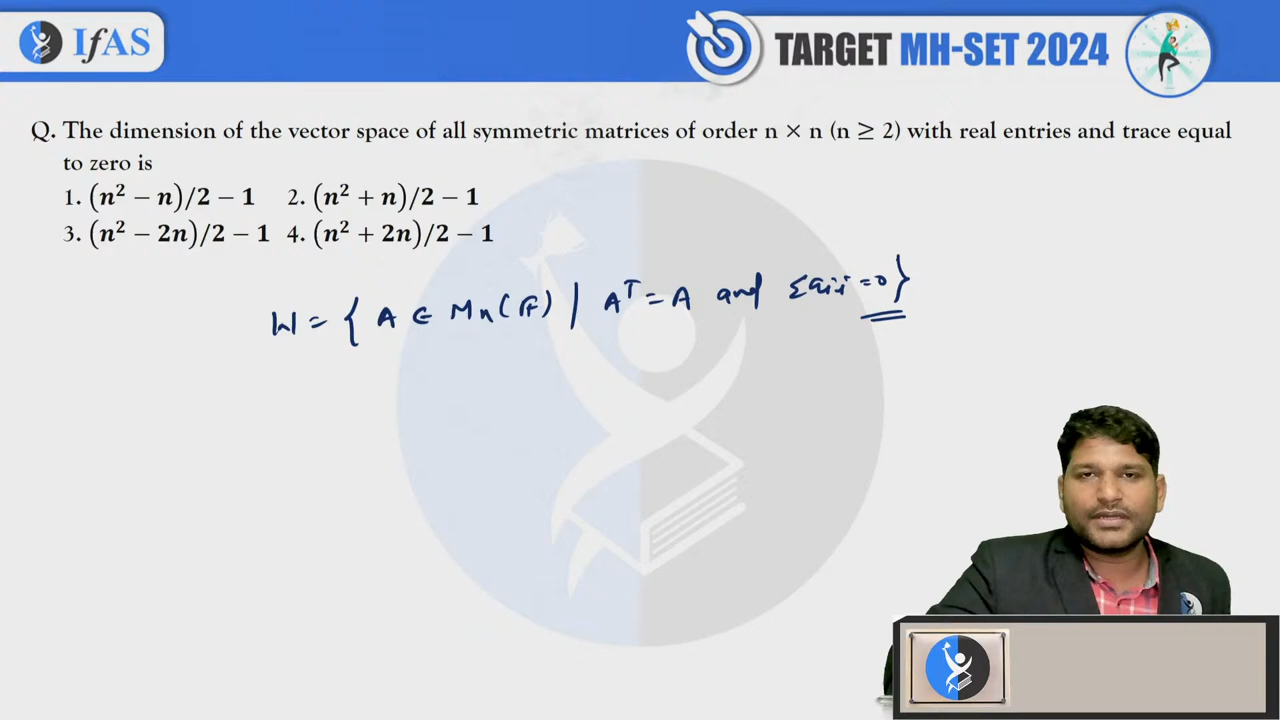 IfAS
TARGET MH-SET 2024
Q. The dimension of the vector space of all symmetric matrices of order n × n (n ≥ 2) with real entries and trace equal
to zero is
1. (n² − n)/2 − 1 2. (n² + n)/2 − 1
3. (n² − 2n)/2 − 1 4. (n² + 2n)/2 − 1
W = { A ∈ Mn(F) | Aᵀ = A and Σaii = 0 }